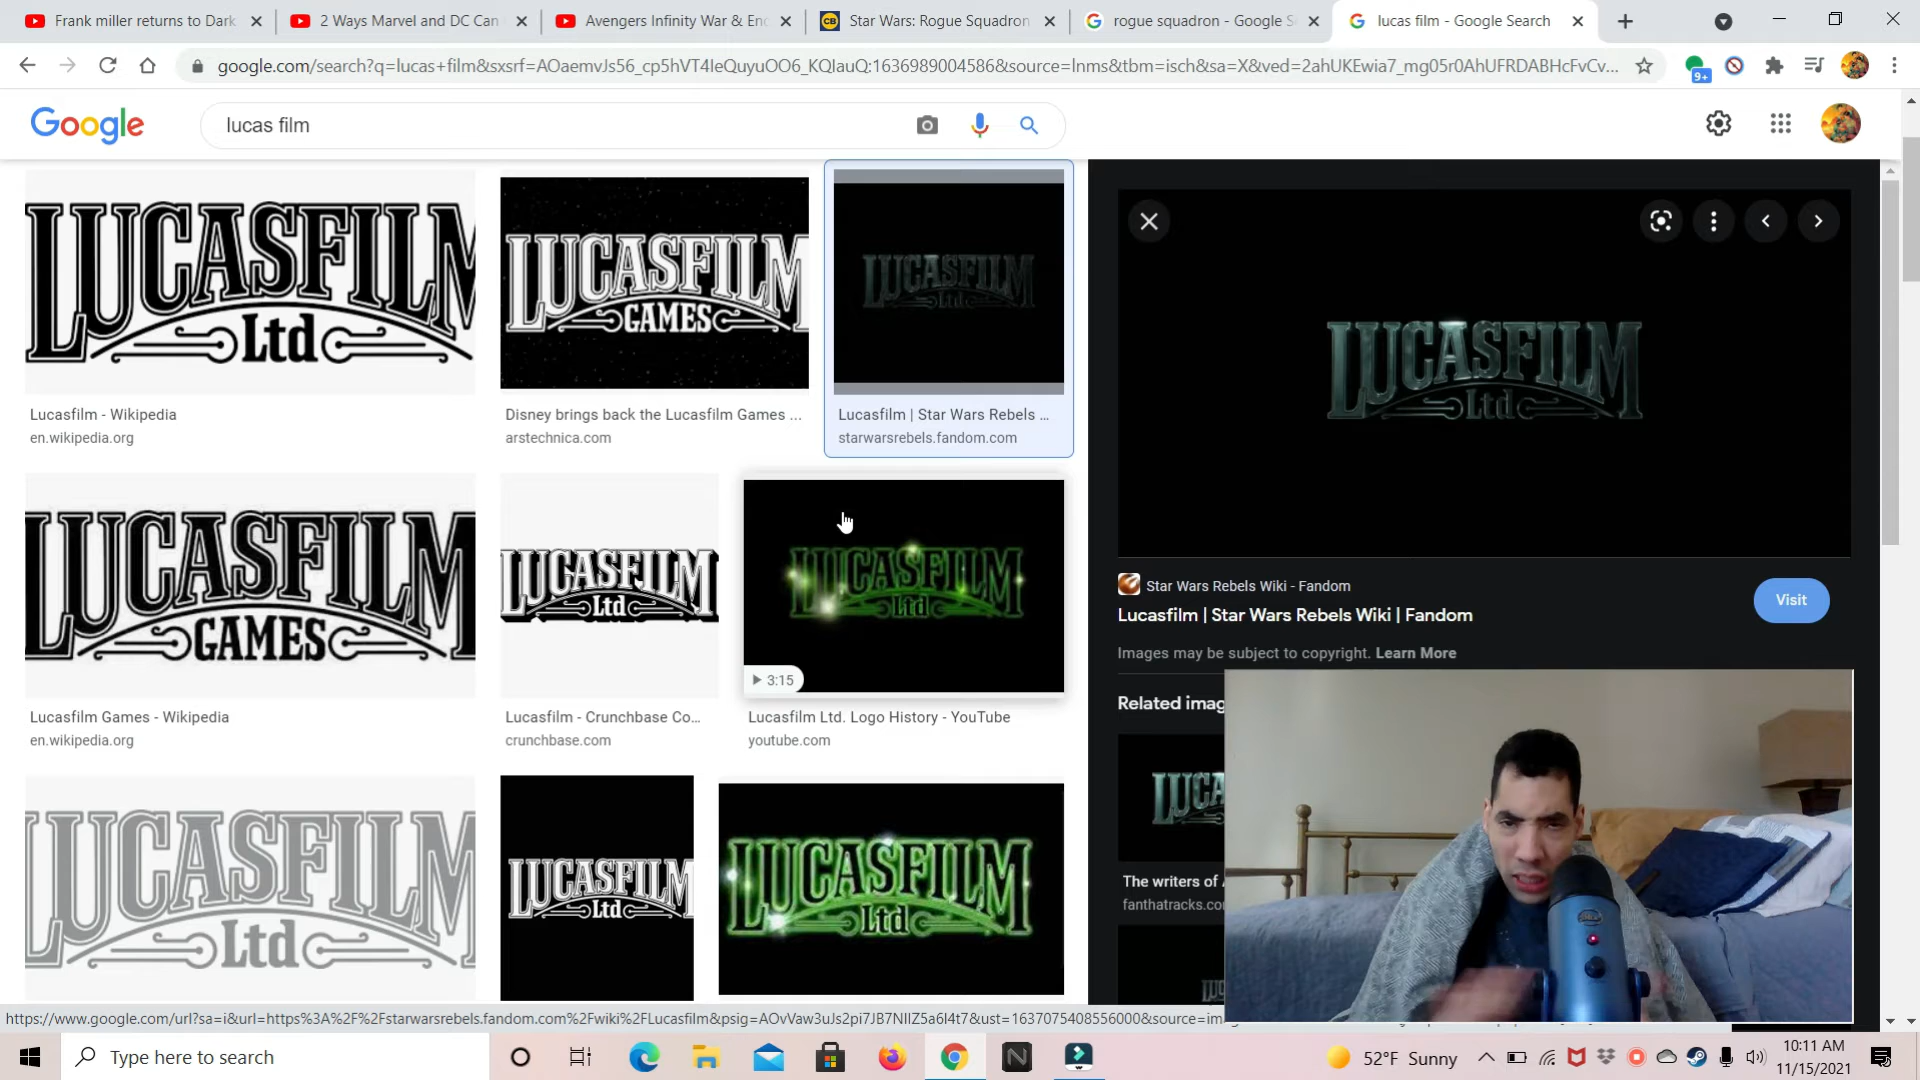 Frank miller returns to Dark
2 Ways Marvel and DC Can
Avengers Infinity War & End
CB
Star Wars: Rogue Squadron
rogue squadron - Google S
lucas film - Google Search
google.com/search?q=lucas+film&sxsrf=AOaemvJs56_cp5hVT4IeQuyuOO6_KQIauQ:1636989004586&source=lnms&tbm=isch&sa=X&ved=2ahUKEwia7_mg05r0AhUFRDABHcFvCv...
9+
Google
lucas film
LUCASFILM
Ltd
LUCASFILM
GAMES
LUCASFILM
Ltd
LUCASFILM
Ltd
Lucasfilm - Wikipedia
en.wikipedia.org
Disney brings back the Lucasfilm Games ...
arstechnica.com
Lucasfilm | Star Wars Rebels ...
starwarsrebels.fandom.com
LUCASFILM
GAMES
LUCASFILM
Ltd
LUCASFILM
Ltd
3:15
Star Wars Rebels Wiki - Fandom
Lucasfilm | Star Wars Rebels Wiki | Fandom
Visit
Images may be subject to copyright. Learn More
Related imag
Lucasfilm Games - Wikipedia
en.wikipedia.org
Lucasfilm - Crunchbase Co...
crunchbase.com
Lucasfilm Ltd. Logo History - YouTube
youtube.com
LUCASFILM
Ltd
LUCASFILM
Ltd
LUCASFILM
Ltd
The writers of
fanthatracks.co
https://www.google.com/url?sa=i&url=https%3A%2F%2Fstarwarsrebels.fandom.com%2Fwiki%2FLucasfilm&psig=AOvVaw3uJs2pi7JB7NIIZ5a6I4t7&ust=1637075408556000&source=imag
Type here to search
52°F Sunny
10:11 AM
11/15/2021